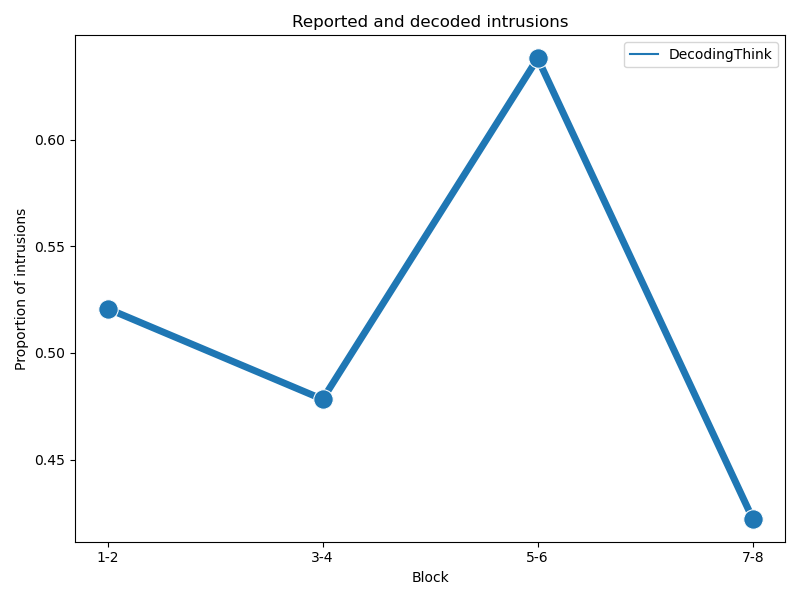 Reported and decoded intrusions
DecodingThink
Proportion of intrusions
0.60
0.55
0.50
0.45
1-2
3-4
5-6
7-8
Block